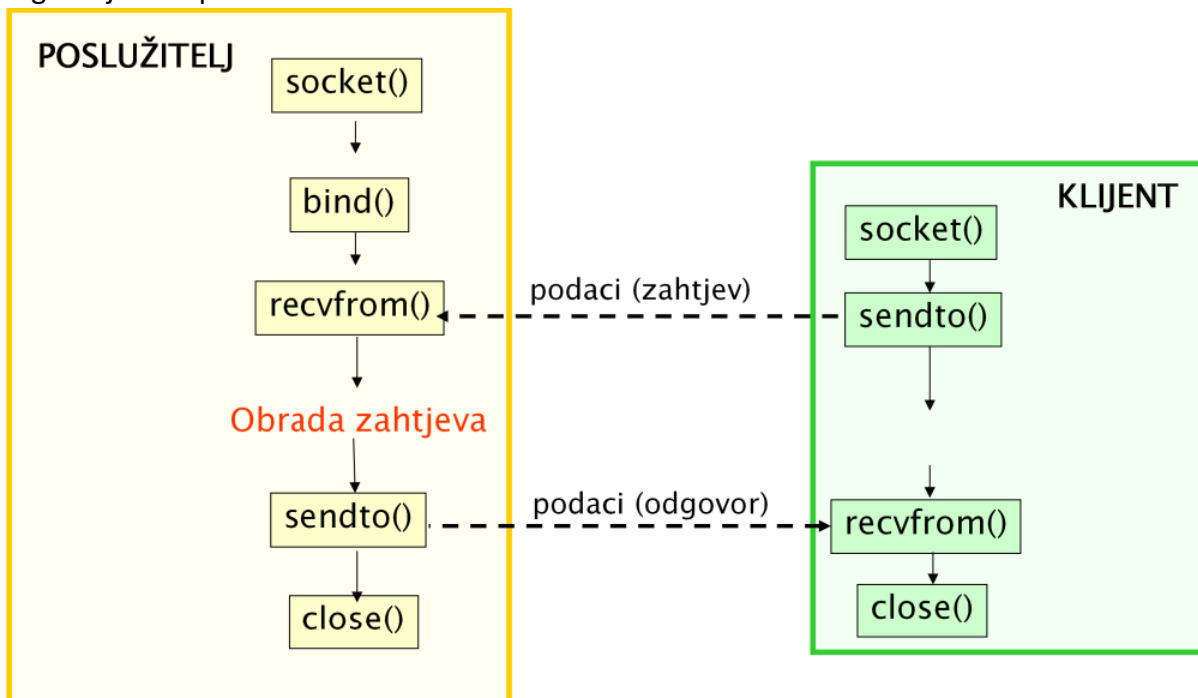 POSLUŽITELJ
socket()
bind()
recvfrom()
Obrada zahtjeva
sendto()
close()
podaci (zahtjev)
podaci (odgovor)
KLIJENT
socket()
sendto()
recvfrom()
close()